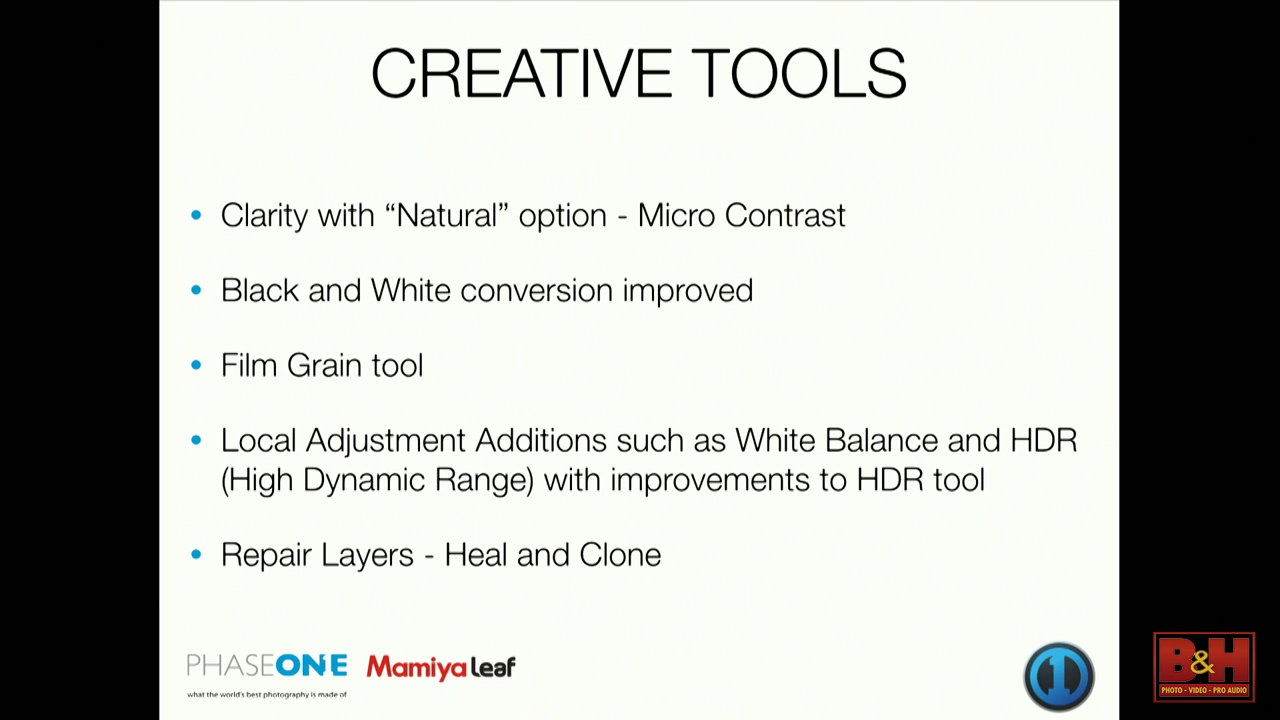 CREATIVE TOOLS
• Clarity with “Natural” option - Micro Contrast
• Black and White conversion improved
• Film Grain tool
• Local Adjustment Additions such as White Balance and HDR
(High Dynamic Range) with improvements to HDR tool
• Repair Layers - Heal and Clone
PHASEONE Mamiya Leaf
what the world's best photography is made of
1
B&H
PHOTO - VIDEO - PRO AUDIO